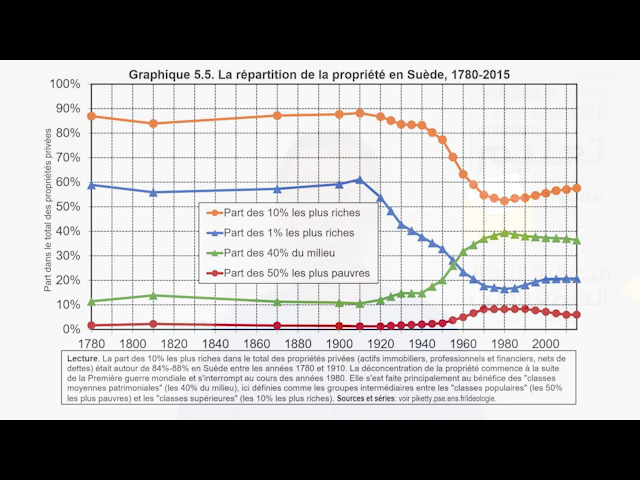 Graphique 5.5. La répartition de la propriété en Suède, 1780-2015
Part dans le total des propriétés privées
100%
90%
80%
70%
60%
50%
40%
30%
20%
10%
0%
Part des 10% les plus riches
Part des 1% les plus riches
Part des 40% du milieu
Part des 50% les plus pauvres
1780 1800 1820 1840 1860 1880 1900 1920 1940 1960 1980 2000
Lecture. La part des 10% les plus riches dans le total des propriétés privées (actifs immobiliers, professionnels et financiers, nets de
dettes) était autour de 84%-88% en Suède entre les années 1780 et 1910. La déconcentration de la propriété commence à la suite
de la Première guerre mondiale et s'interrompt au cours des années 1980. Elle s'est faite principalement au bénéfice des "classes
moyennes patrimoniales" (les 40% du milieu), ici définies comme les groupes intermédiaires entre les "classes populaires" (les 50%
les plus pauvres) et les "classes supérieures" (les 10% les plus riches). Sources et séries: voir piketty.pse.ens.fr/ideologie.